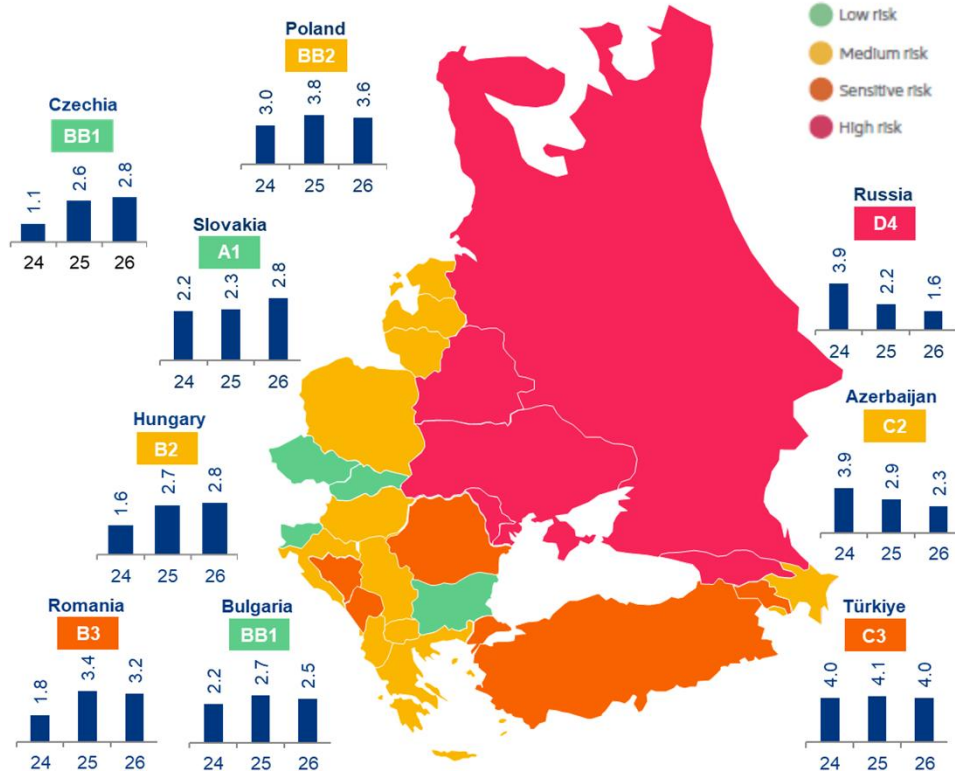 Low risk
Medium risk
Sensitive risk
High risk
Poland
BB2
3.0 3.8 3.6
24 25 26
Czechia
BB1
1.1 2.6 2.8
24 25 26
Slovakia
A1
2.2 2.3 2.8
24 25 26
Russia
D4
3.9 2.2 1.6
24 25 26
Hungary
B2
1.6 2.7 2.8
24 25 26
Azerbaijan
C2
3.9 2.9 2.3
24 25 26
Romania
B3
1.8 3.4 3.2
24 25 26
Bulgaria
BB1
2.2 2.7 2.5
24 25 26
Türkiye
C3
4.0 4.1 4.0
24 25 26